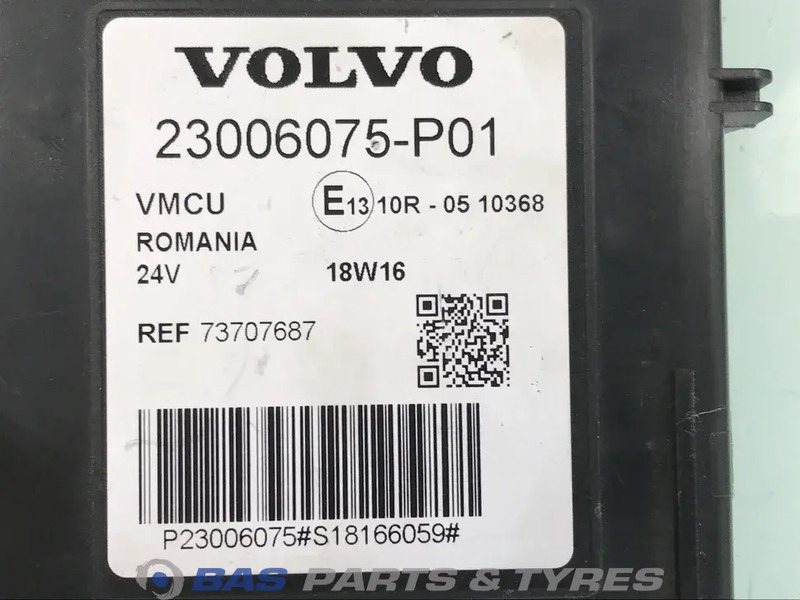 VOLVO
23006075-P01
VMCU E13 10R - 05 10368
ROMANIA
24V 18W16
REF 73707687
P23006075#S18166059#
BAS PARTS & TYRES